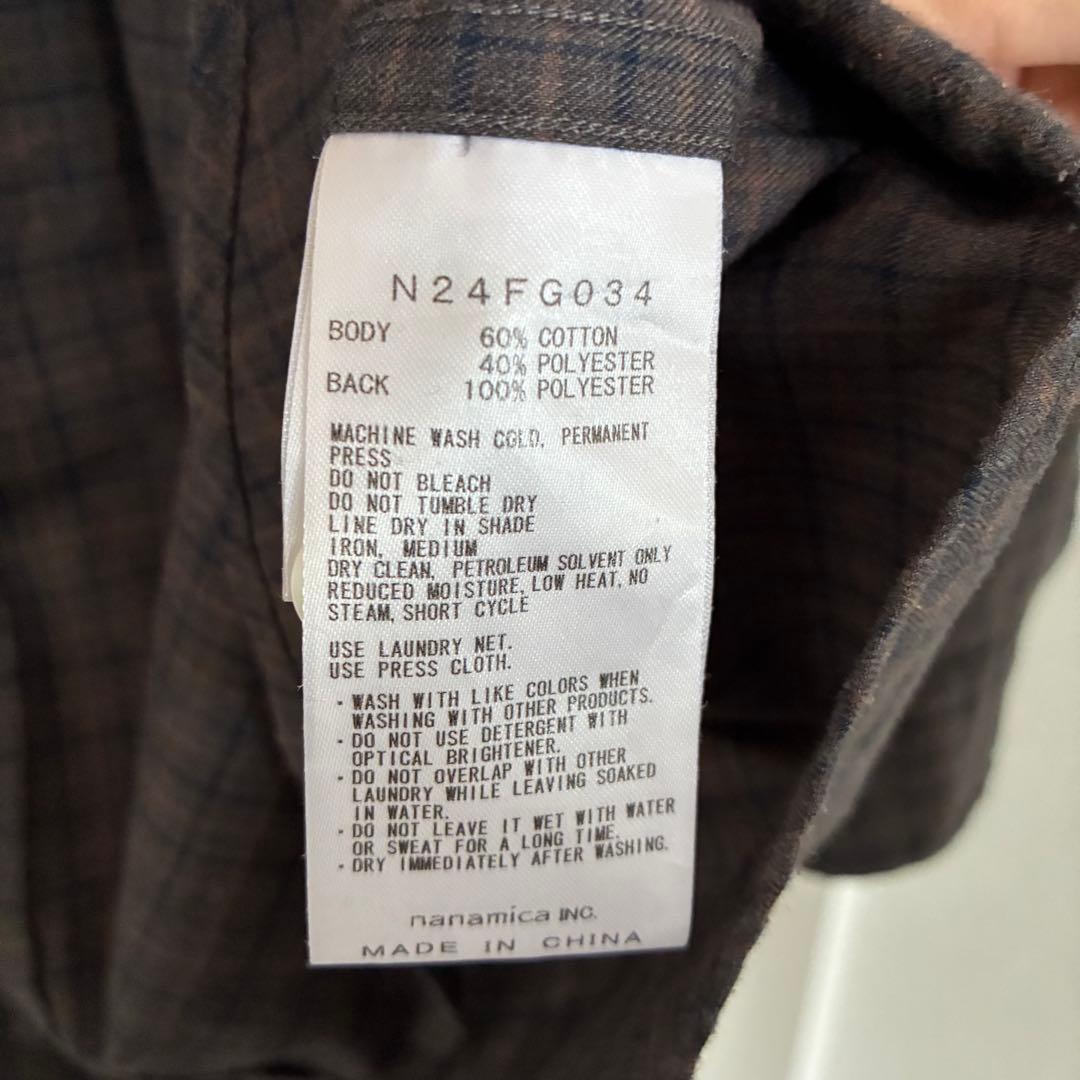 N24FG034
BODY 60% COTTON
40% POLYESTER
BACK 100% POLYESTER
MACHINE WASH COLD, PERMANENT
PRESS
DO NOT BLEACH
DO NOT TUMBLE DRY
LINE DRY IN SHADE
IRON, MEDIUM
DRY CLEAN, PETROLEUM SOLVENT ONLY
REDUCED MOISTURE, LOW HEAT, NO
STEAM, SHORT CYCLE
USE LAUNDRY NET.
USE PRESS CLOTH.
・WASH WITH LIKE COLORS WHEN
WASHING WITH OTHER PRODUCTS.
・DO NOT USE DETERGENT WITH
OPTICAL BRIGHTENER.
・DO NOT OVERLAP WITH OTHER
LAUNDRY WHILE LEAVING SOAKED
IN WATER.
・DO NOT LEAVE IT WET WITH WATER
OR SWEAT FOR A LONG TIME.
・DRY IMMEDIATELY AFTER WASHING.
nanamica INC.
MADE IN CHINA